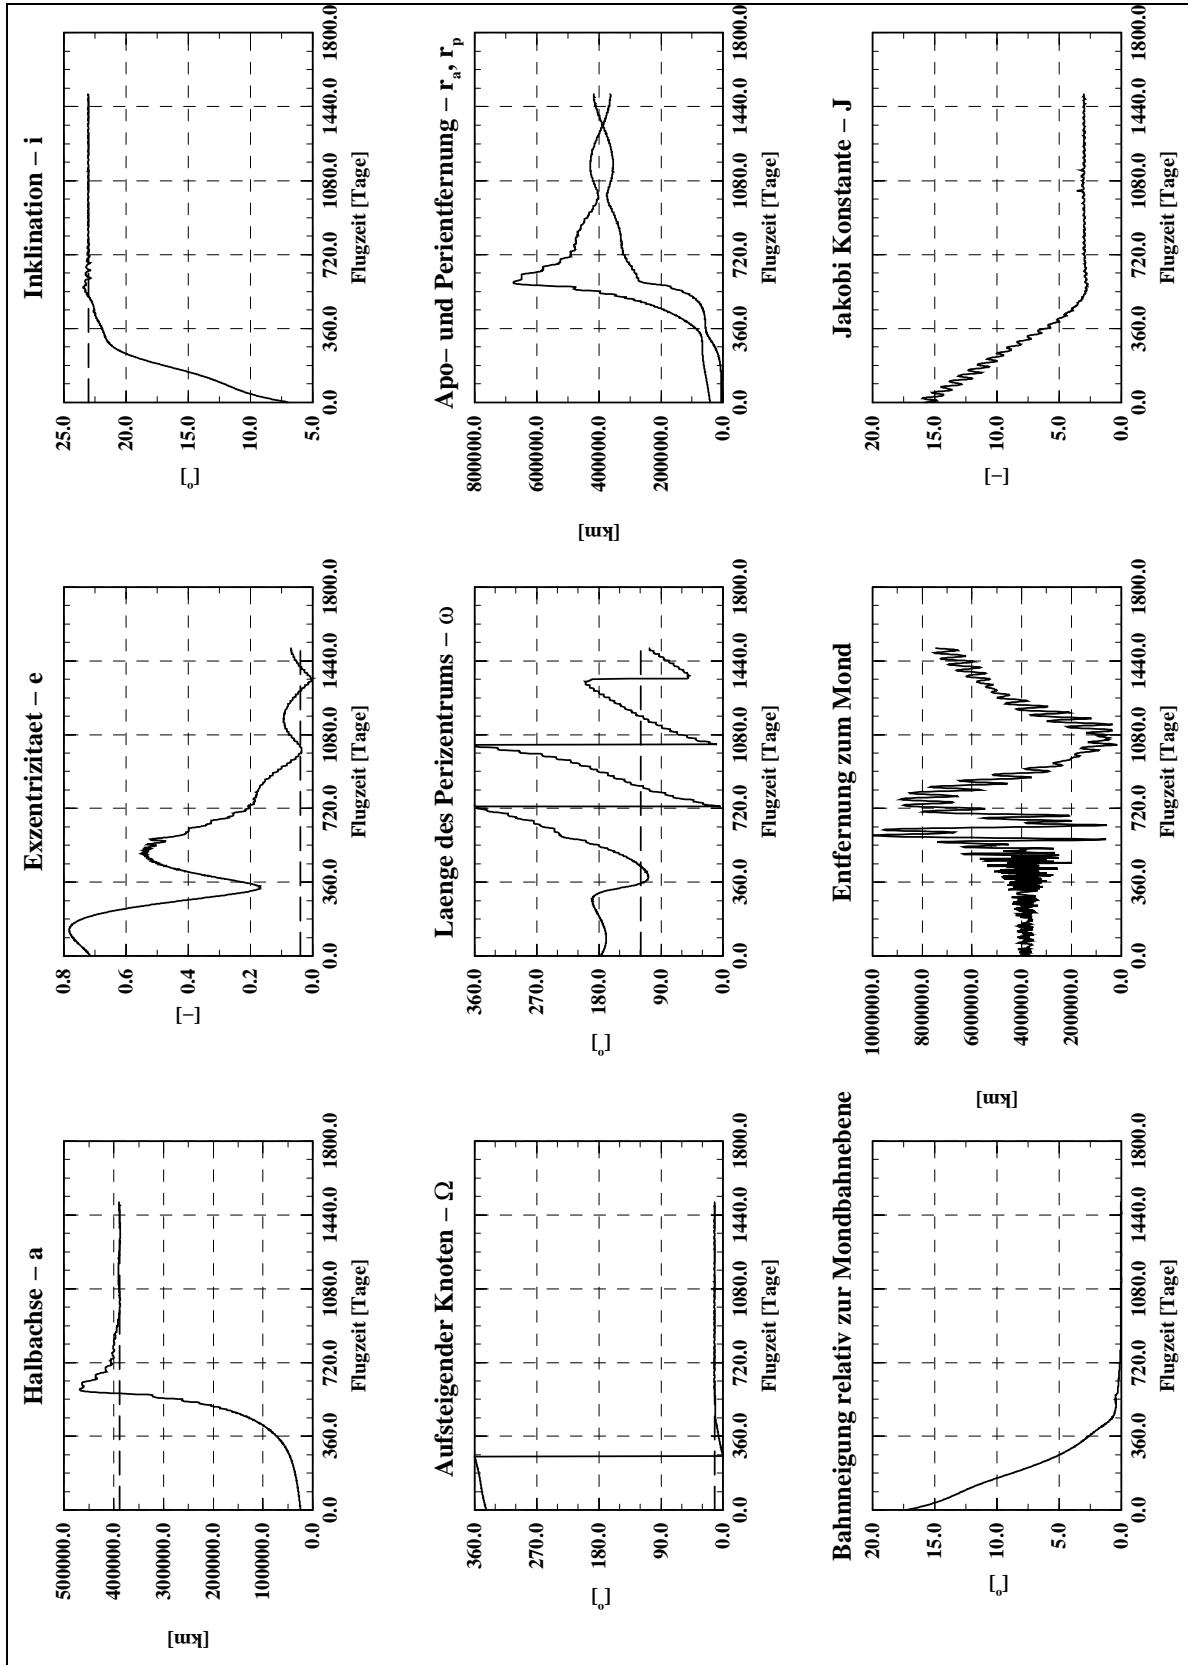 Halbachse – a
[km]
500000.0
400000.0
300000.0
200000.0
100000.0
0.0
0.0 360.0 720.0 1080.0 1440.0 1800.0
Flugzeit [Tage]
Exzentrizitaet – e
[–]
0.8
0.6
0.4
0.2
0.0
0.0 360.0 720.0 1080.0 1440.0 1800.0
Flugzeit [Tage]
Inklination – i
[°]
25.0
20.0
15.0
10.0
5.0
0.0 360.0 720.0 1080.0 1440.0 1800.0
Flugzeit [Tage]
Aufsteigender Knoten – Ω
[°]
360.0
270.0
180.0
90.0
0.0
0.0 360.0 720.0 1080.0 1440.0 1800.0
Flugzeit [Tage]
Laenge des Perizentrums – ω
[°]
360.0
270.0
180.0
90.0
0.0
0.0 360.0 720.0 1080.0 1440.0 1800.0
Flugzeit [Tage]
Apo– und Perientfernung – rₐ, rₚ
[km]
800000.0
600000.0
400000.0
200000.0
0.0
0.0 360.0 720.0 1080.0 1440.0 1800.0
Flugzeit [Tage]
Bahnneigung relativ zur Mondbahnebene
[°]
20.0
15.0
10.0
5.0
0.0
0.0 360.0 720.0 1080.0 1440.0 1800.0
Flugzeit [Tage]
Entfernung zum Mond
[km]
1000000.0
800000.0
600000.0
400000.0
200000.0
0.0
0.0 360.0 720.0 1080.0 1440.0 1800.0
Flugzeit [Tage]
Jakobi Konstante – J
[–]
20.0
15.0
10.0
5.0
0.0
0.0 360.0 720.0 1080.0 1440.0 1800.0
Flugzeit [Tage]